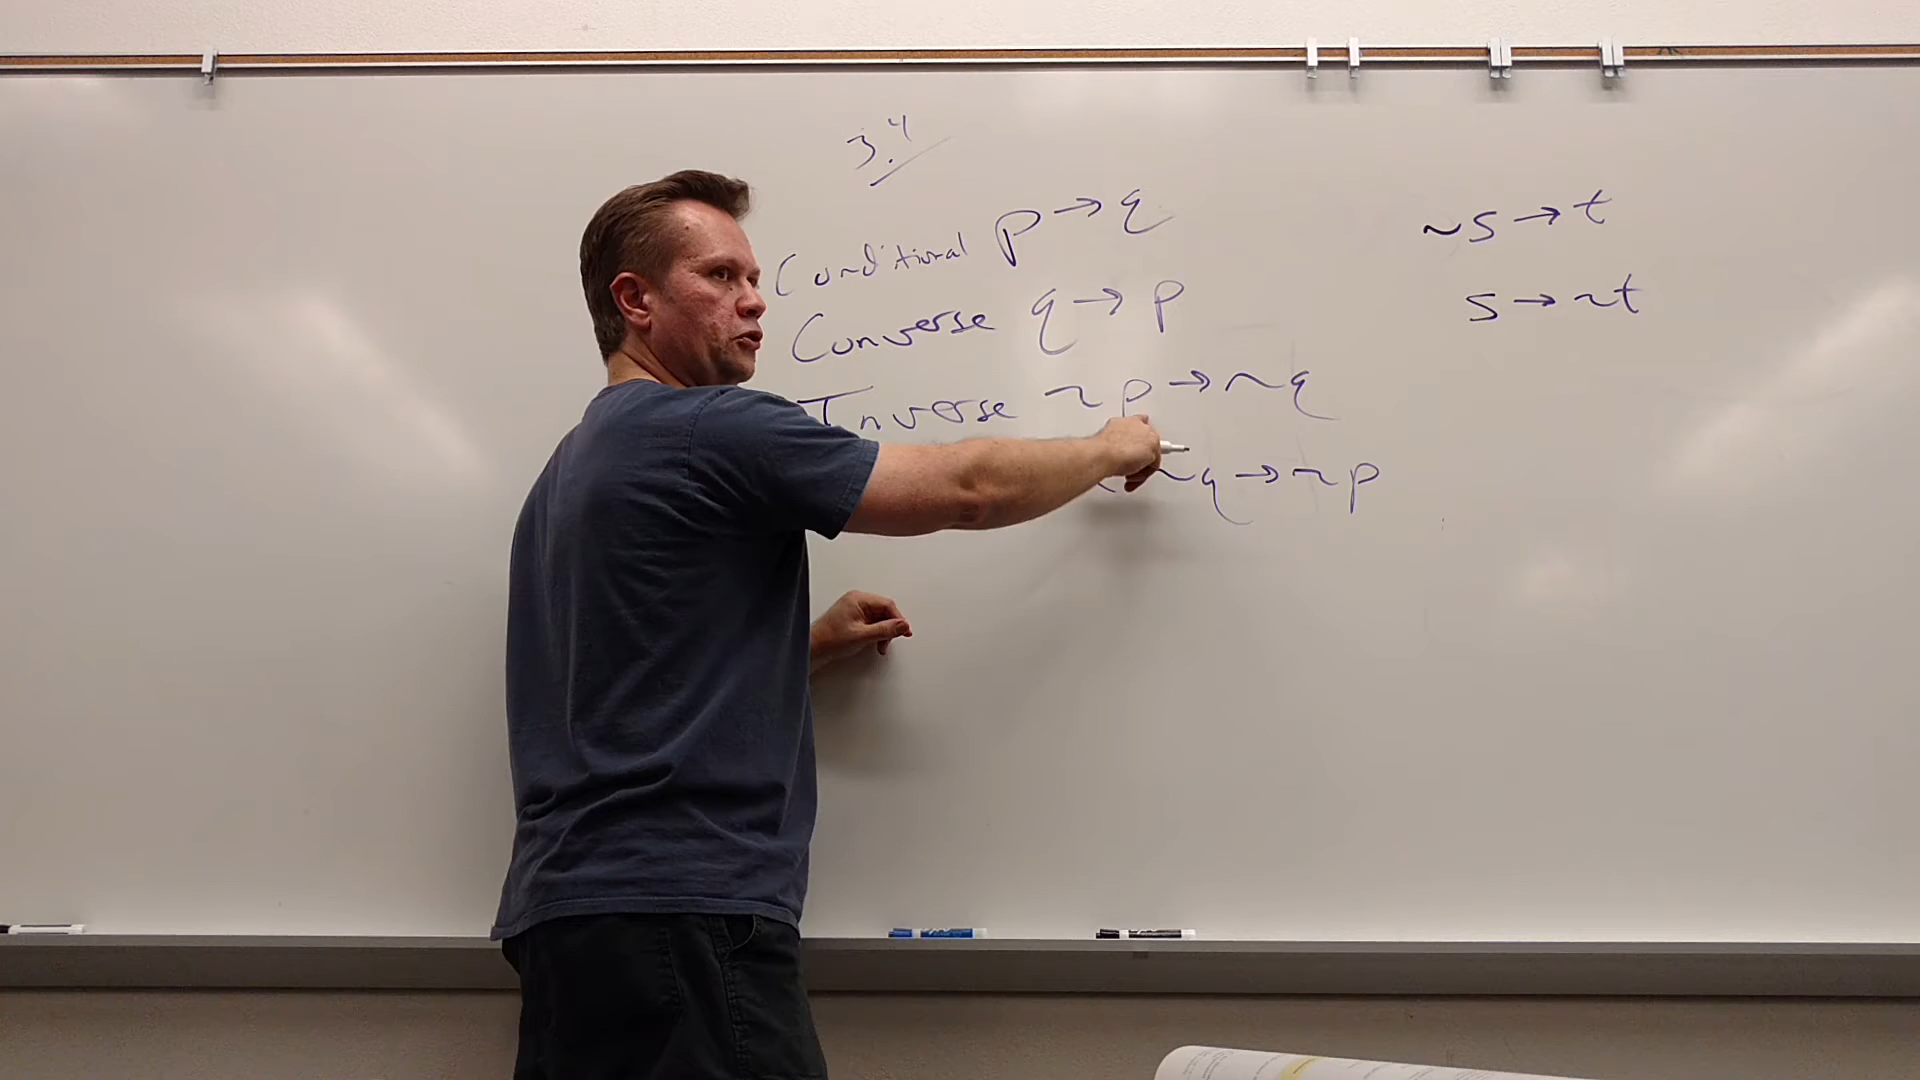 3.4
Conditional p → q
Converse q → p
Inverse ~p → ~q
~q → ~p
~s → t
s → ~t